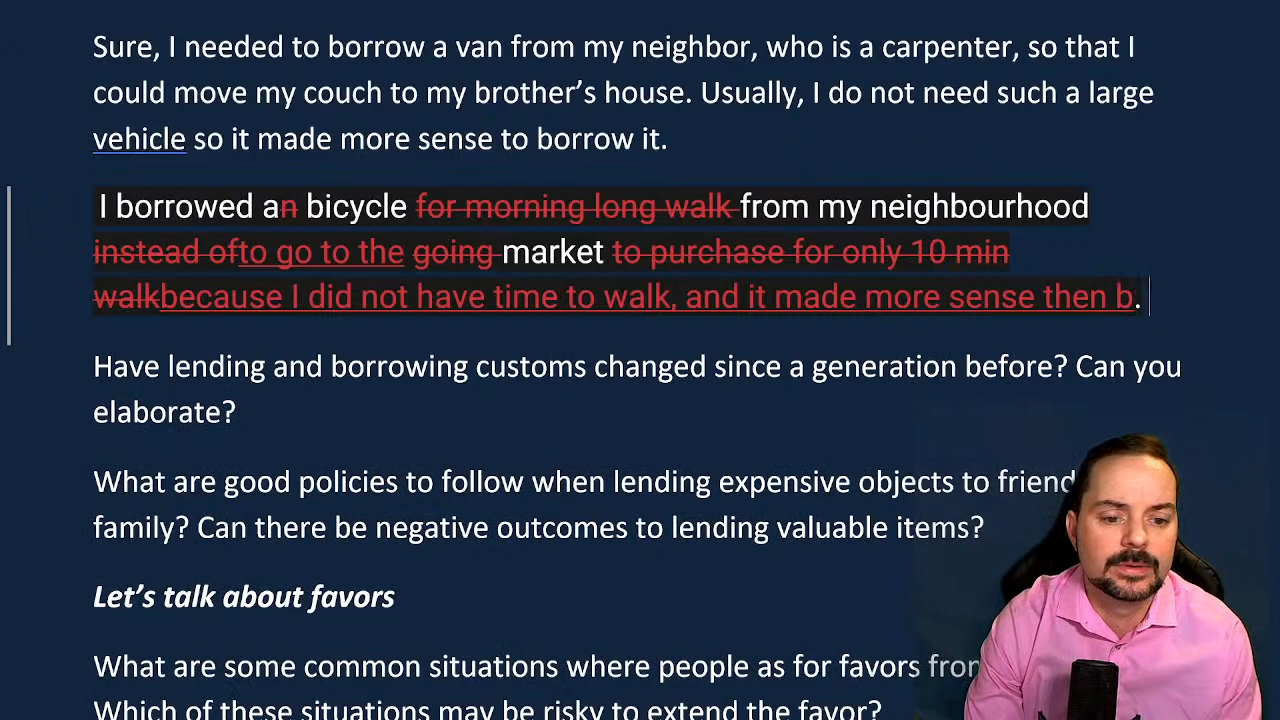 Sure, I needed to borrow a van from my neighbor, who is a carpenter, so that I
could move my couch to my brother’s house. Usually, I do not need such a large
vehicle so it made more sense to borrow it.
I borrowed an bicycle for morning long walk from my neighbourhood
instead ofto go to the going market to purchase for only 10 min
walkbecause I did not have time to walk, and it made more sense then b.
Have lending and borrowing customs changed since a generation before? Can you
elaborate?
What are good policies to follow when lending expensive objects to friend
family? Can there be negative outcomes to lending valuable items?
Let’s talk about favors
What are some common situations where people as for favors from
Which of these situations may be risky to extend the favor?